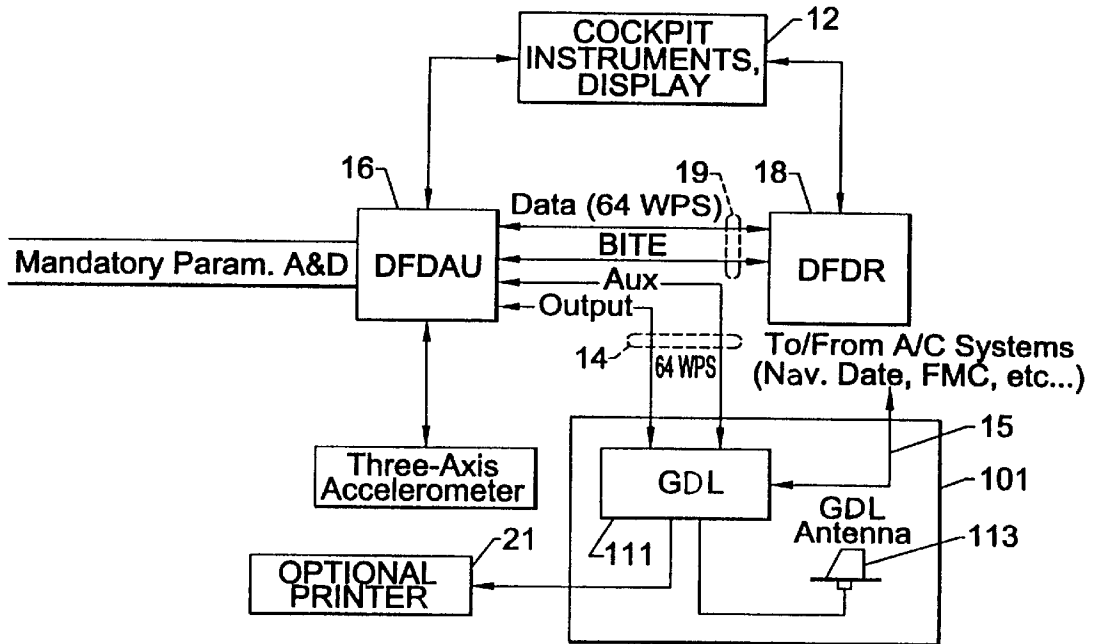 12
COCKPIT
INSTRUMENTS,
DISPLAY
16
19
18
Data (64 WPS)
BITE
Mandatory Param. A&D
DFDAU
DFDR
Aux
Output
14
64 WPS
To/From A/C Systems
(Nav. Date, FMC, etc...)
15
Three-Axis
Accelerometer
GDL
101
GDL
Antenna
111
113
21
OPTIONAL
PRINTER